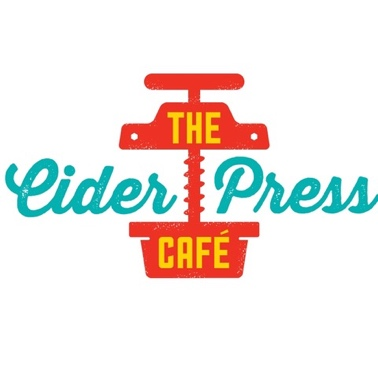 THE
Cider Press
CAFÉ